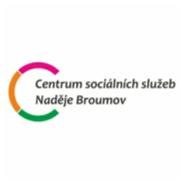 Centrum sociálních služeb
Naděje Broumov